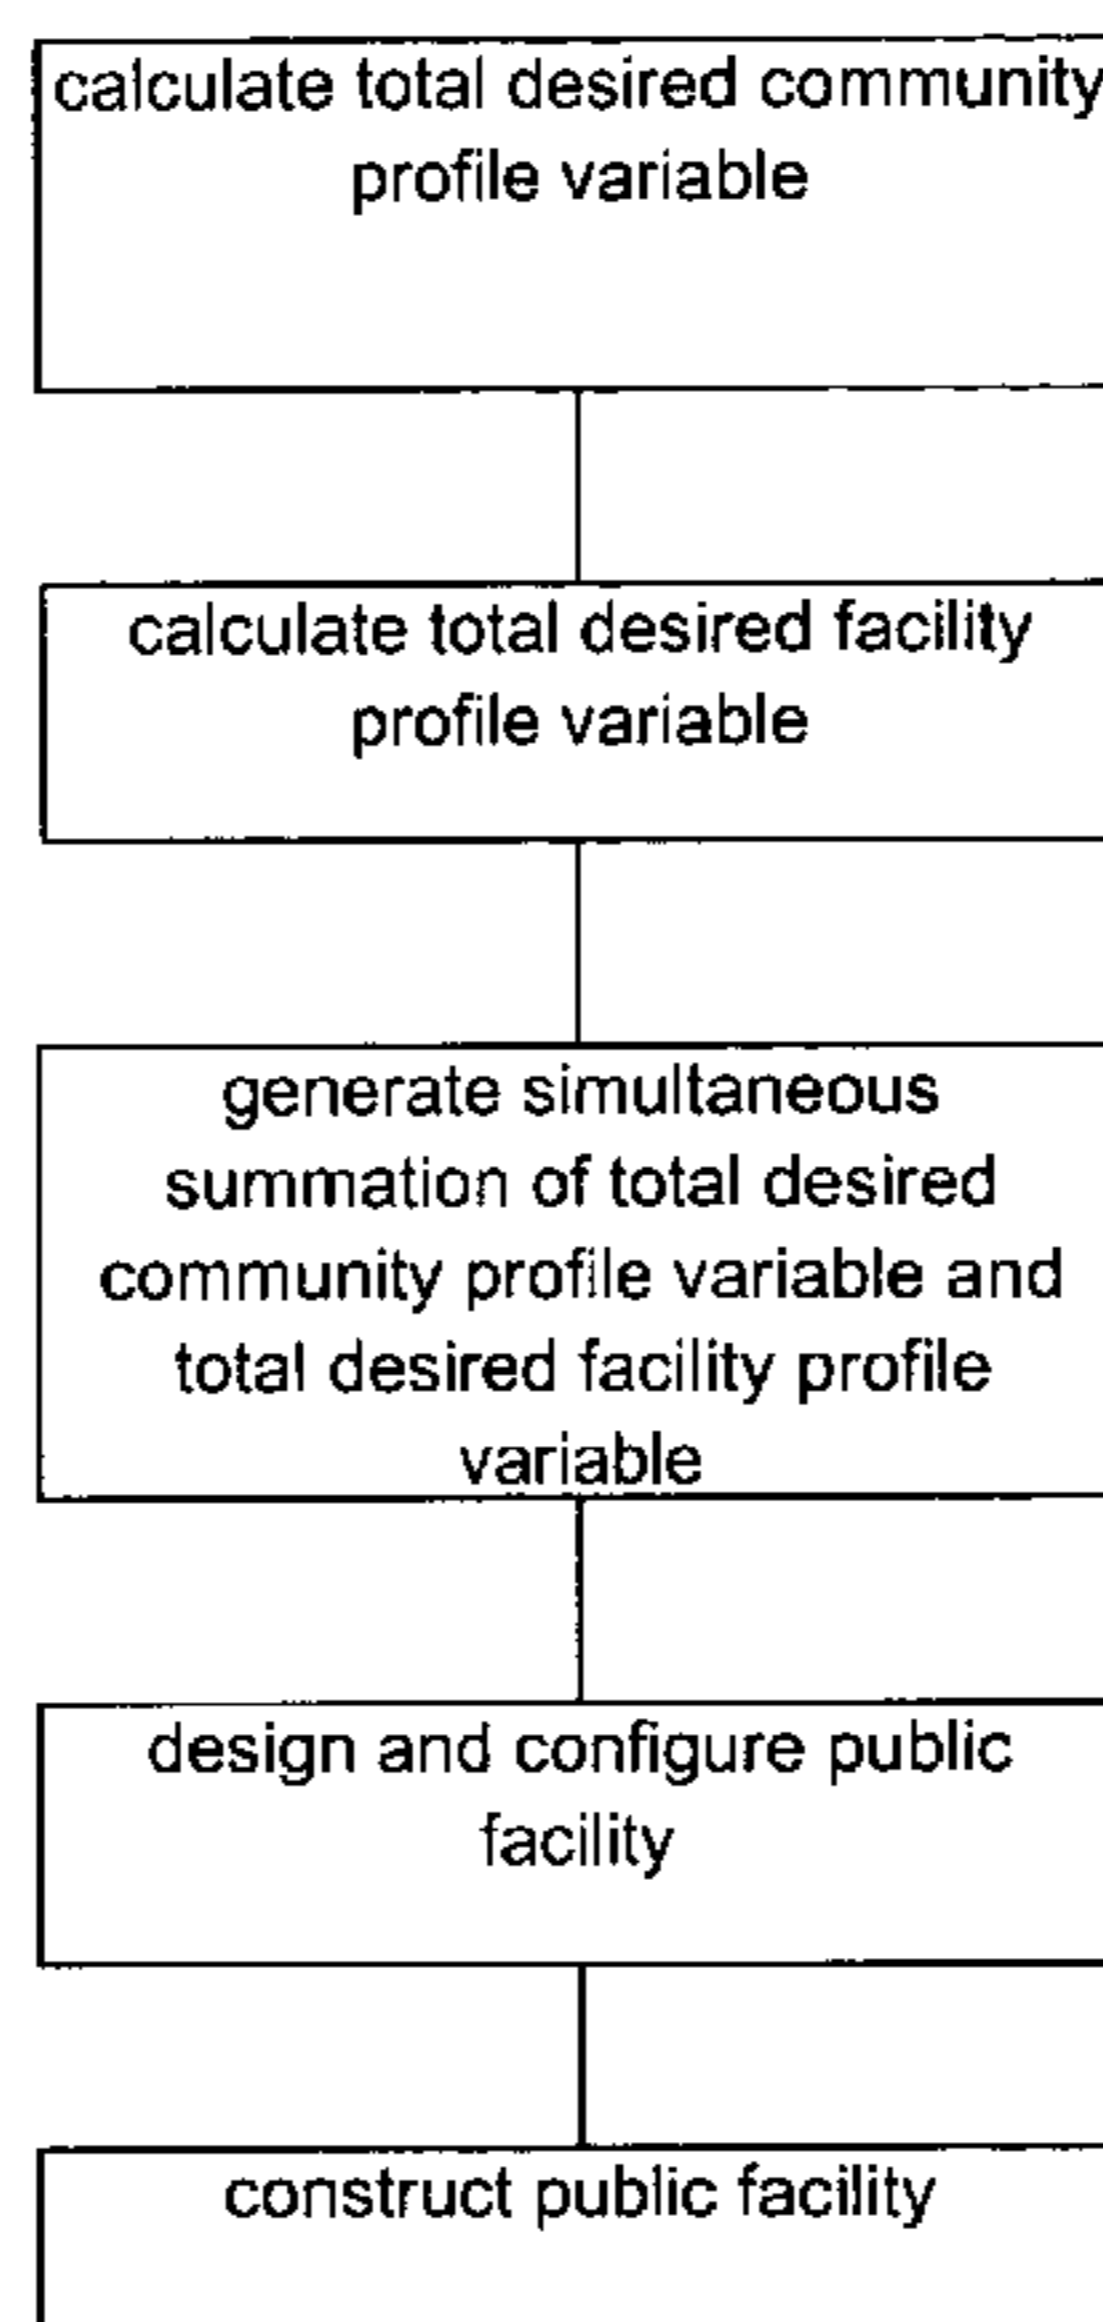 calculate total desired community
profile variable
calculate total desired facility
profile variable
generate simultaneous
summation of total desired
community profile variable and
total desired facility profile
variable
design and configure public
facility
construct public facility